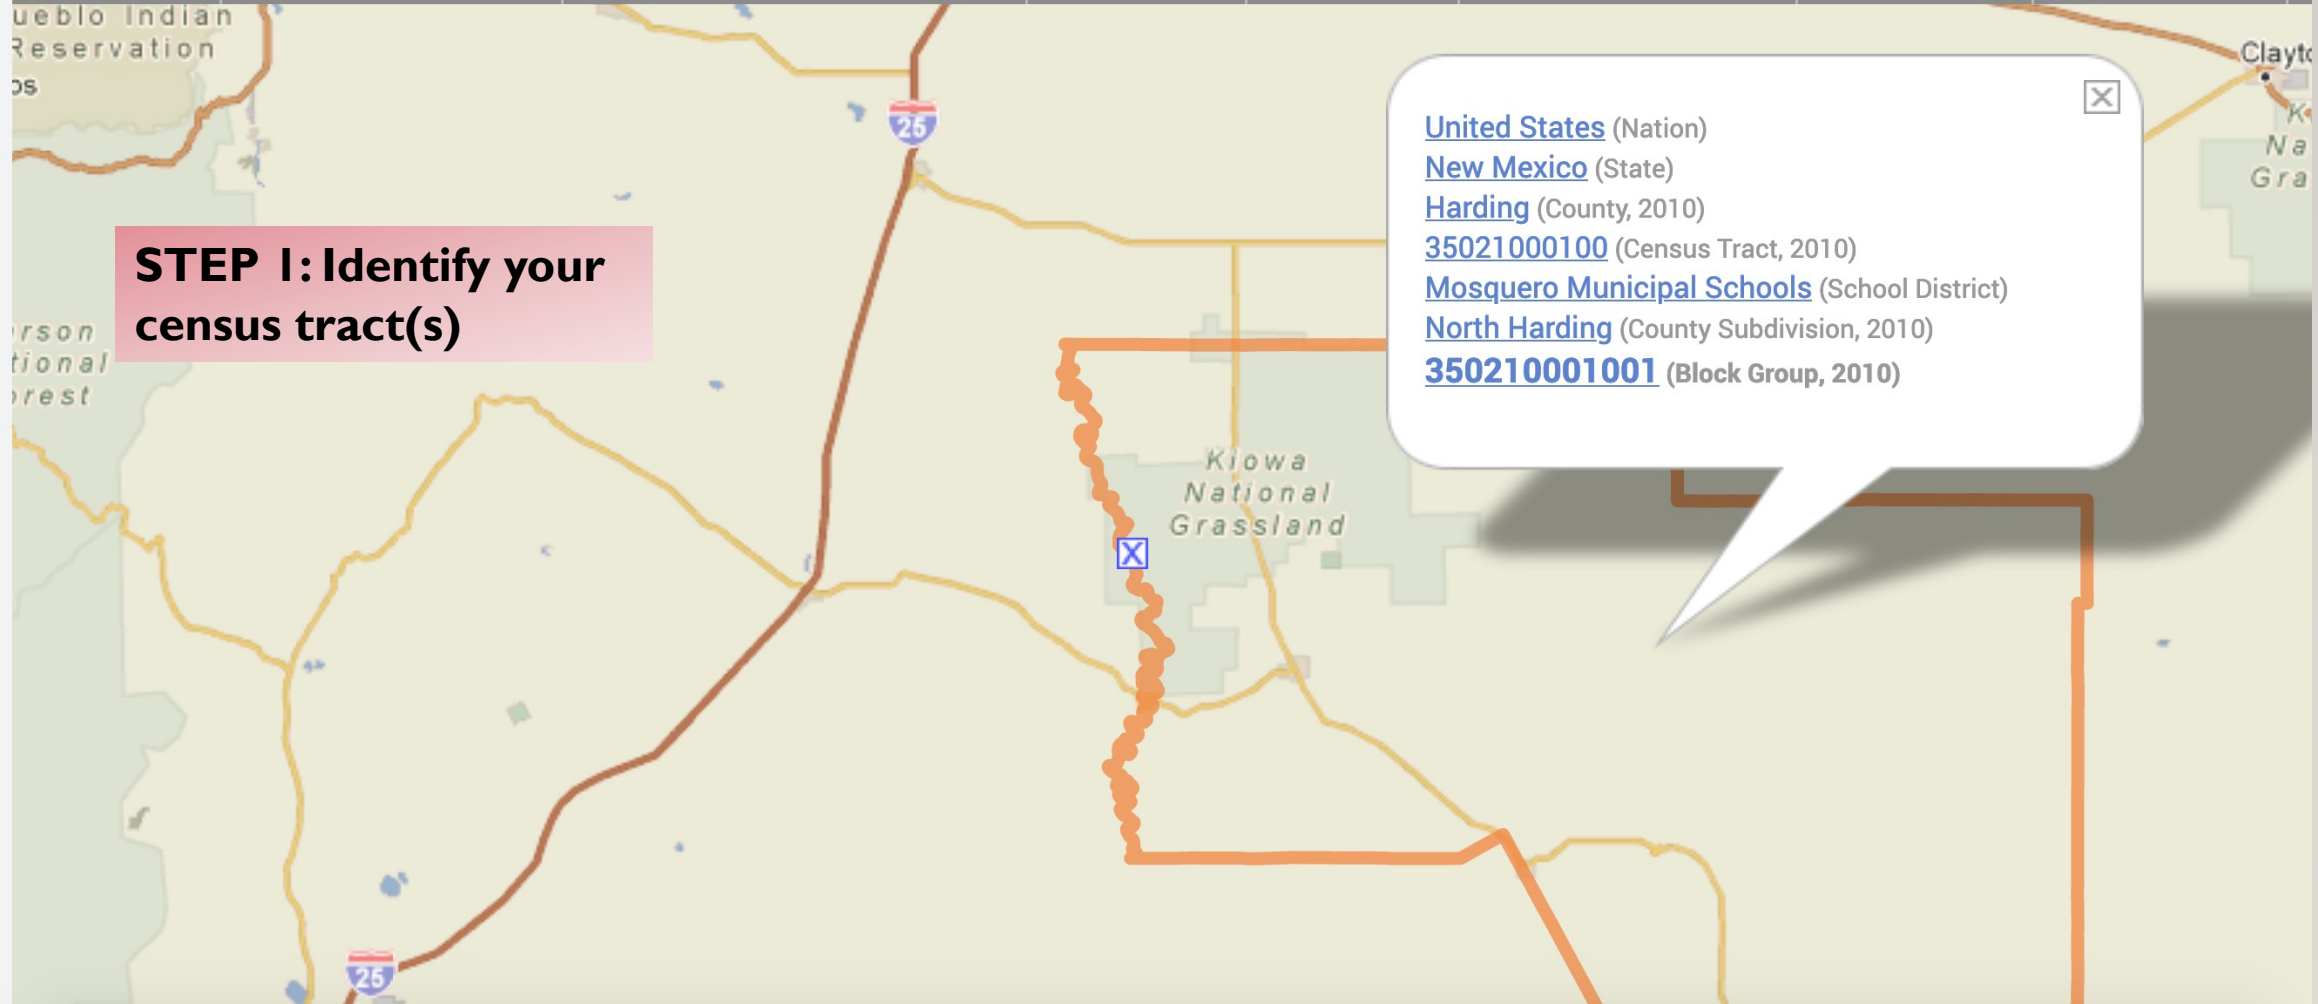 ueblo Indian
Reservation
os
25
Clayto
K
Na
Gra
United States (Nation)
New Mexico (State)
Harding (County, 2010)
35021000100 (Census Tract, 2010)
Mosquero Municipal Schools (School District)
North Harding (County Subdivision, 2010)
350210001001 (Block Group, 2010)
STEP 1: Identify your
census tract(s)
rson
tional
rest
Kiowa
National
Grassland
X
25